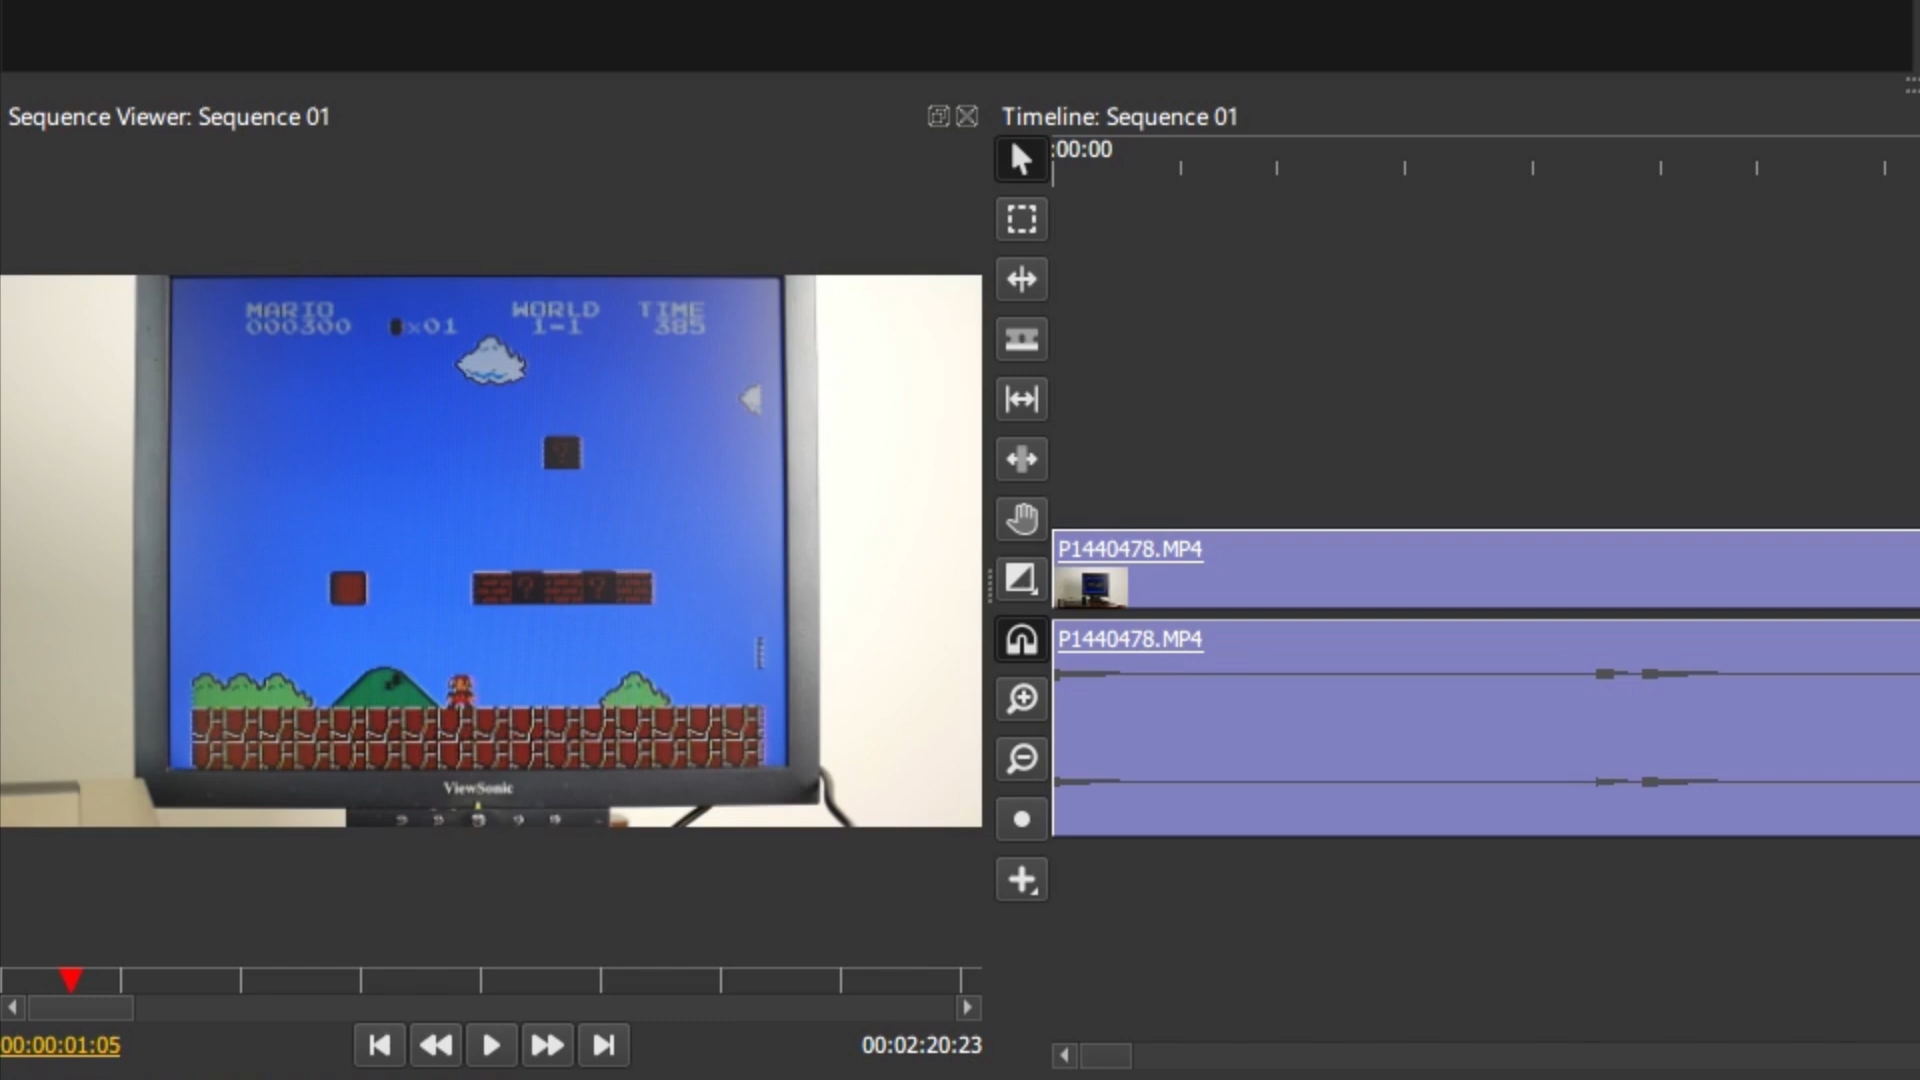 Sequence Viewer: Sequence 01
Timeline: Sequence 01
:00:00
MARIO WORLD TIME
000300 x01 1-1 385
?
? ?
P1440478.MP4
P1440478.MP4
ViewSonic
00:00:01:05
00:02:20:23